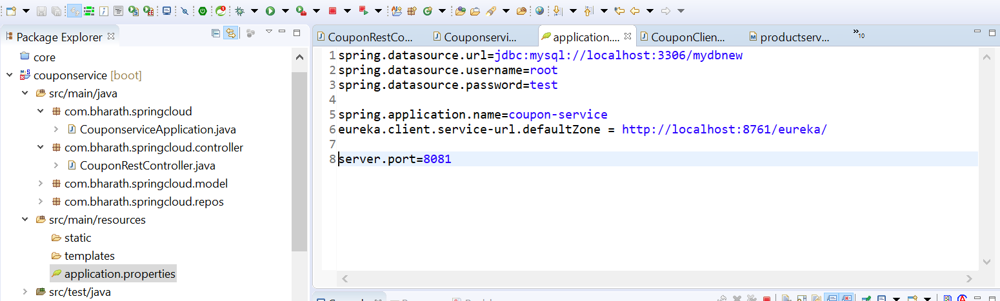 Package Explorer
core
couponservice [boot]
src/main/java
com.bharath.springcloud
CouponserviceApplication.java
com.bharath.springcloud.controller
CouponRestController.java
com.bharath.springcloud.model
com.bharath.springcloud.repos
src/main/resources
static
templates
application.properties
src/test/java
CouponRestCo... Couponservi... application.... CouponClien... productserv... »10
1 spring.datasource.url=jdbc:mysql://localhost:3306/mydbnew
2 spring.datasource.username=root
3 spring.datasource.password=test
4
5 spring.application.name=coupon-service
6 eureka.client.service-url.defaultZone = http://localhost:8761/eureka/
7
8 server.port=8081